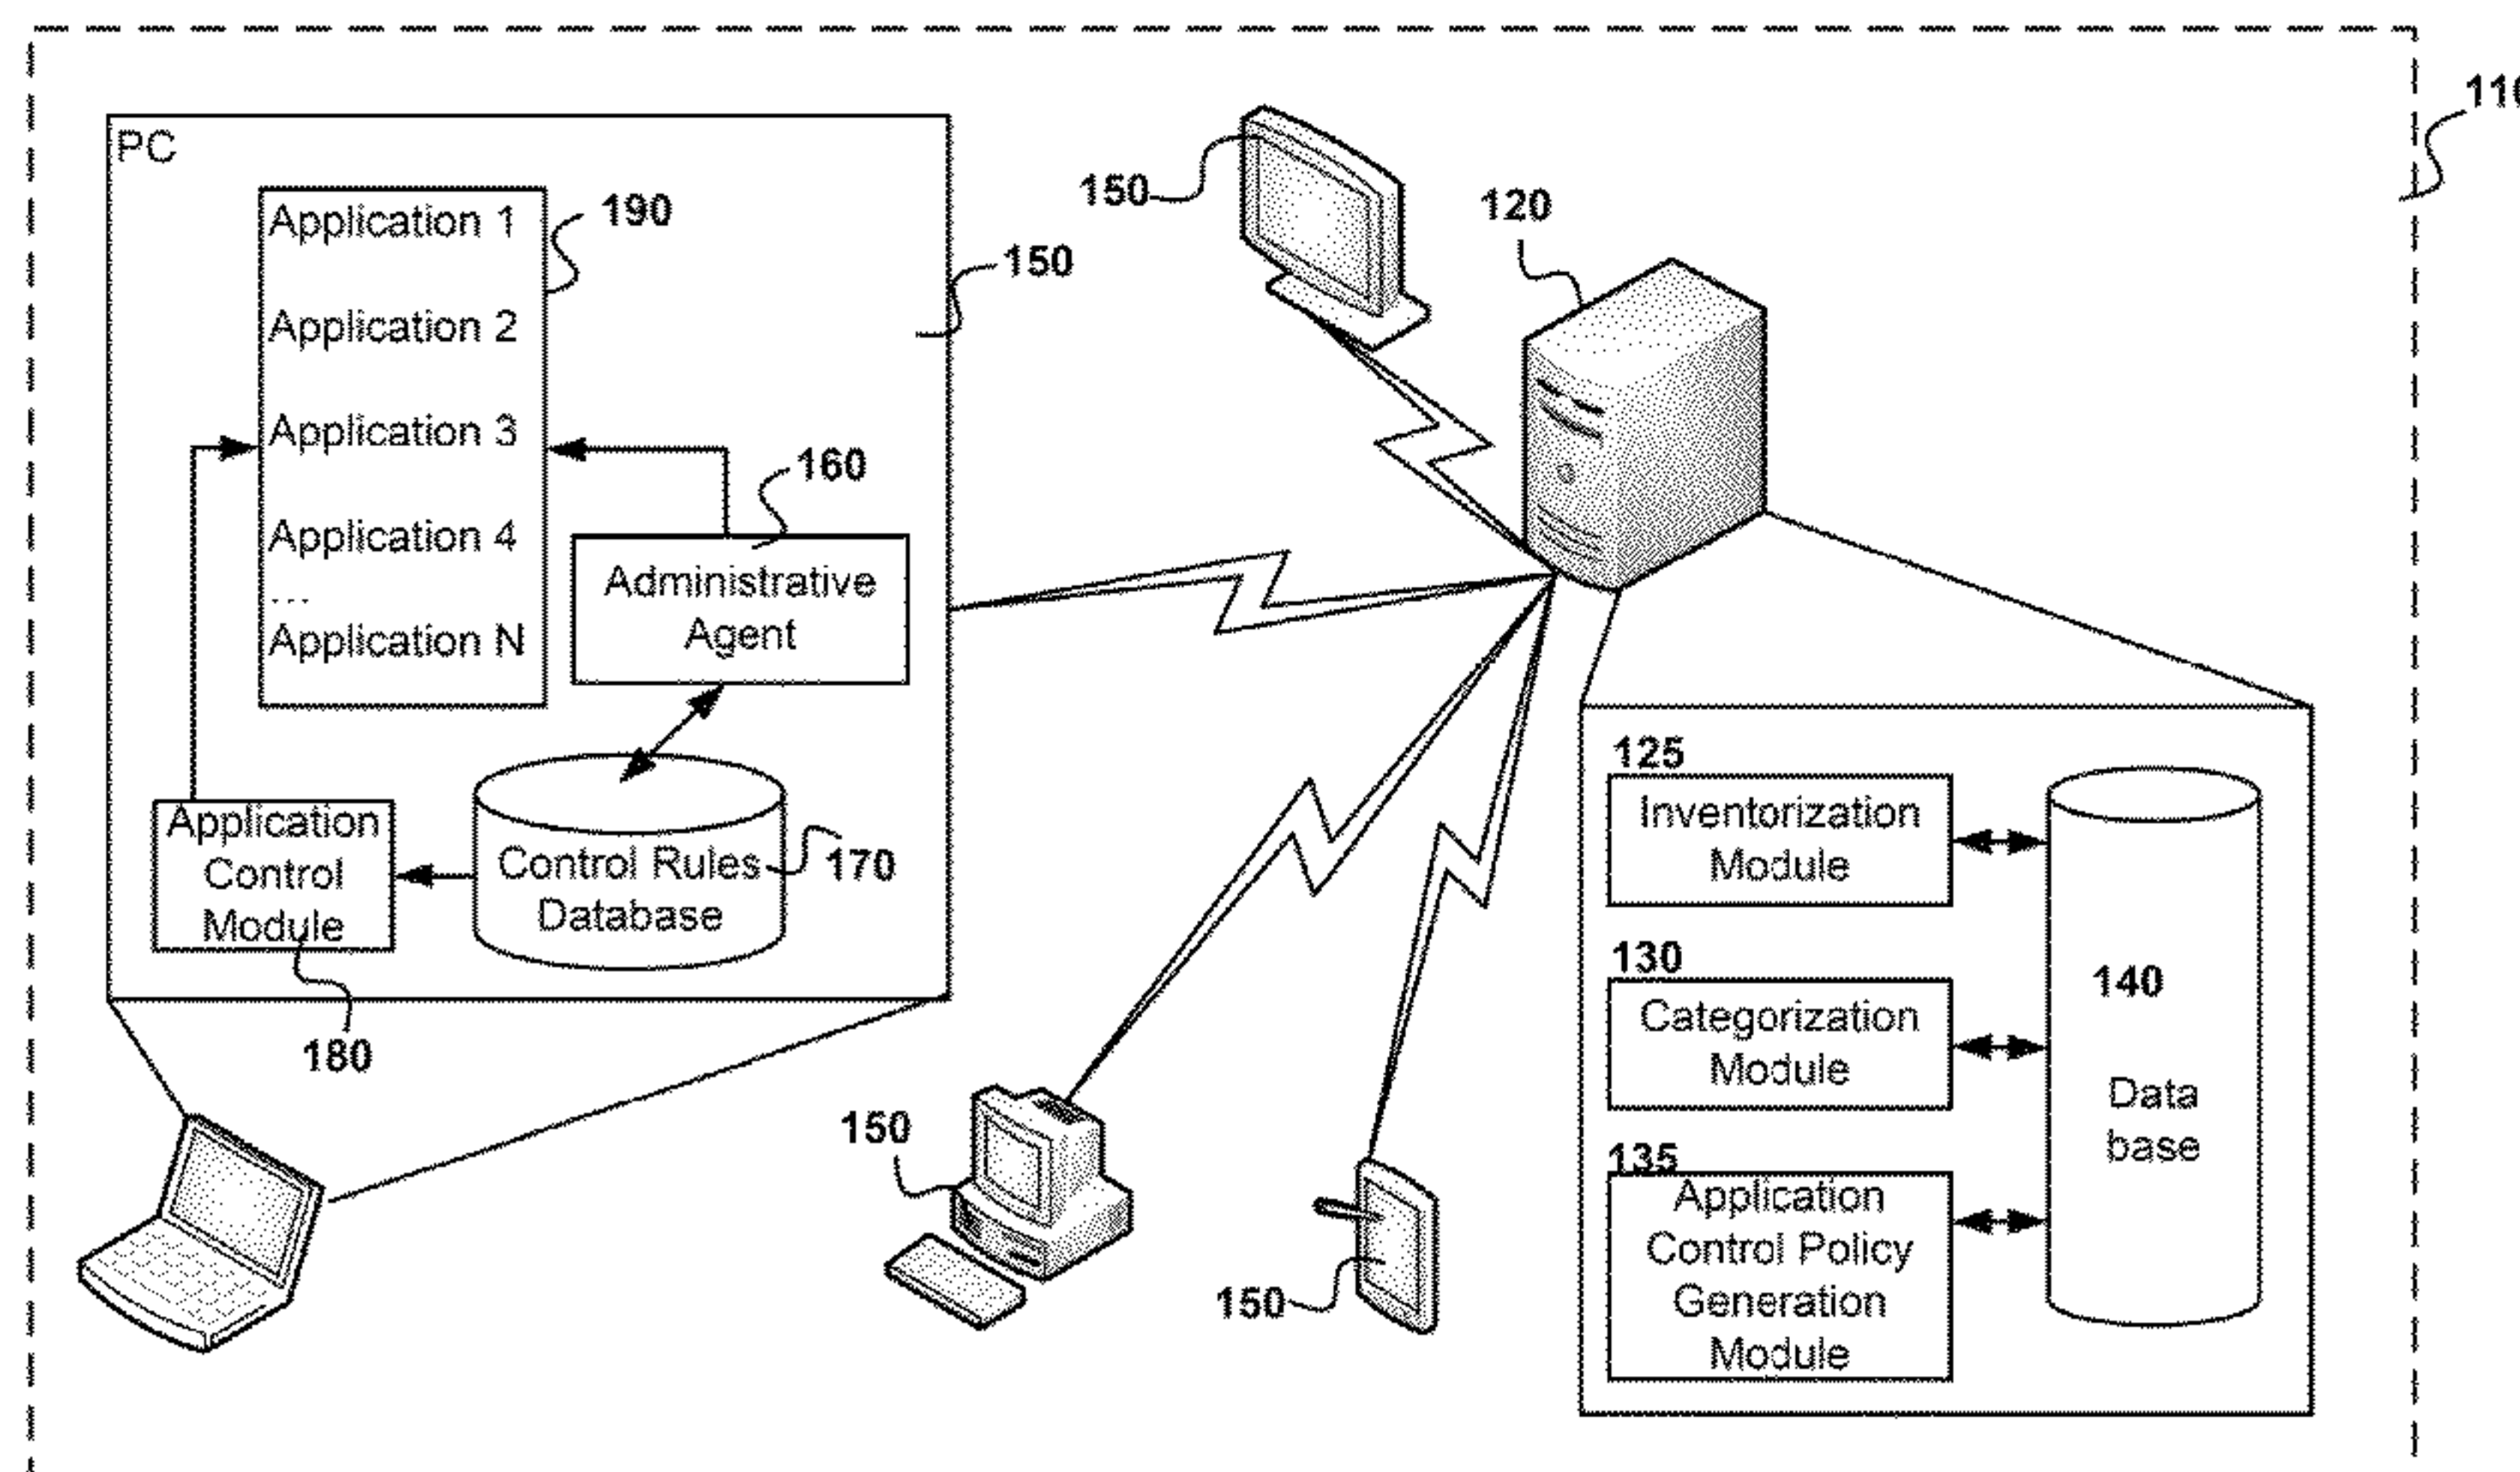 110
PC
Application 1
190
Application 2
150
Application 3
Application 4
...
Application N
160
Administrative
Agent
Application
Control
Module
180
Control Rules
Database
170
150
120
150
150
125
Inventorization
Module
130
Categorization
Module
135
Application
Control Policy
Generation
Module
140
Data
base